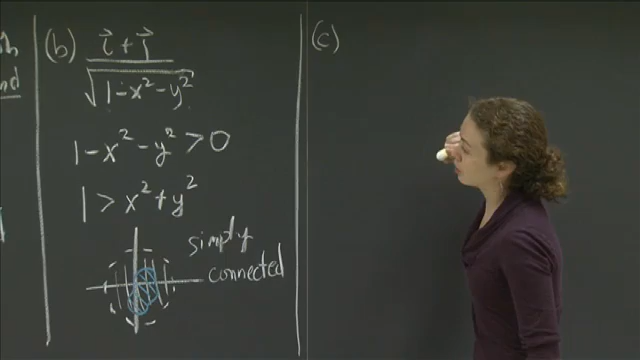 (b)
i⃗ + j⃗
√(1-x²-y²)
1-x²-y² > 0
1 > x²+y²
simply
connected
(c)